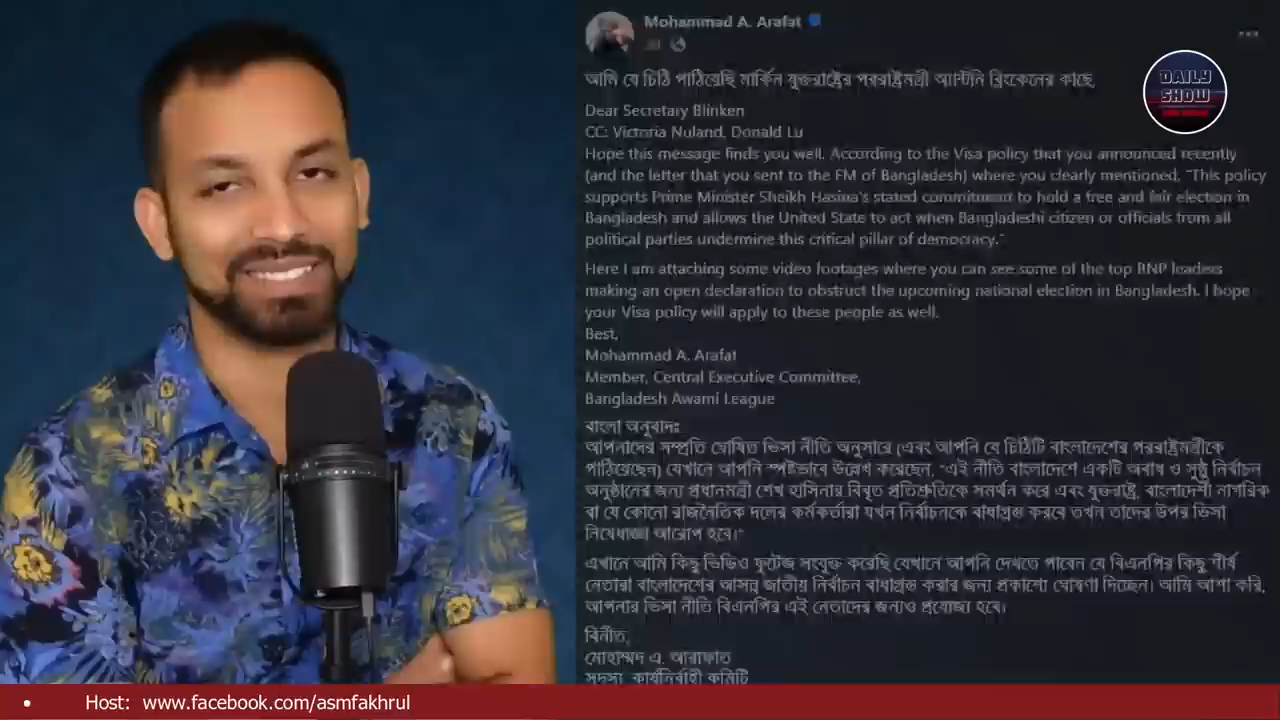 Mohammad A. Arafat
আমি যে চিঠি পাঠিয়েছি মার্কিন যুক্তরাষ্ট্রের পররাষ্ট্রমন্ত্রী অ্যান্টনি ব্লিংকেনের কাছে,
DAILY
SHOW
Dear Secretary Blinken
CC: Victoria Nuland, Donald Lu
Hope this message finds you well. According to the Visa policy that you announced recently
(and the letter that you sent to the FM of Bangladesh) where you clearly mentioned, "This policy
supports Prime Minister Sheikh Hasina's stated commitment to hold a free and fair election in
Bangladesh and allows the United State to act when Bangladeshi citizen or officials from all
political parties undermine this critical pillar of democracy."
Here I am attaching some video footages where you can see some of the top BNP leaders
making an open declaration to obstruct the upcoming national election in Bangladesh. I hope
your Visa policy will apply to these people as well.
Best,
Mohammad A. Arafat
Member, Central Executive Committee,
Bangladesh Awami League
বাংলা অনুবাদঃ
আপনাদের সম্প্রতি ঘোষিত ভিসা নীতি অনুসারে (এবং আপনি যে চিঠিটি বাংলাদেশের পররাষ্ট্রমন্ত্রীকে
পাঠিয়েছেন) যেখানে আপনি স্পষ্টভাবে উল্লেখ করেছেন, "এই নীতি বাংলাদেশে একটি অবাধ ও সুষ্ঠু নির্বাচন
অনুষ্ঠানের জন্য প্রধানমন্ত্রী শেখ হাসিনার বিবৃত প্রতিশ্রুতিকে সমর্থন করে এবং যুক্তরাষ্ট্র, বাংলাদেশী নাগরিক
বা যে কোনো রাজনৈতিক দলের কর্মকর্তারা যখন নির্বাচনকে বাধাগ্রস্ত করবে তখন তাদের উপর ভিসা
নিষেধাজ্ঞা আরোপ হবে।"
এখানে আমি কিছু ভিডিও ফুটেজ সংযুক্ত করেছি যেখানে আপনি দেখতে পাবেন যে বিএনপির কিছু শীর্ষ
নেতারা বাংলাদেশের আসন্ন জাতীয় নির্বাচন বাধাগ্রস্ত করার জন্য প্রকাশ্যে ঘোষণা দিচ্ছেন। আমি আশা করি,
আপনার ভিসা নীতি বিএনপির এই নেতাদের জন্যও প্রযোজ্য হবে।
বিনীত,
মোহাম্মদ এ. আরাফাত
সদস্য, কার্যনির্বাহী কমিটি
Host: www.facebook.com/asmfakhrul